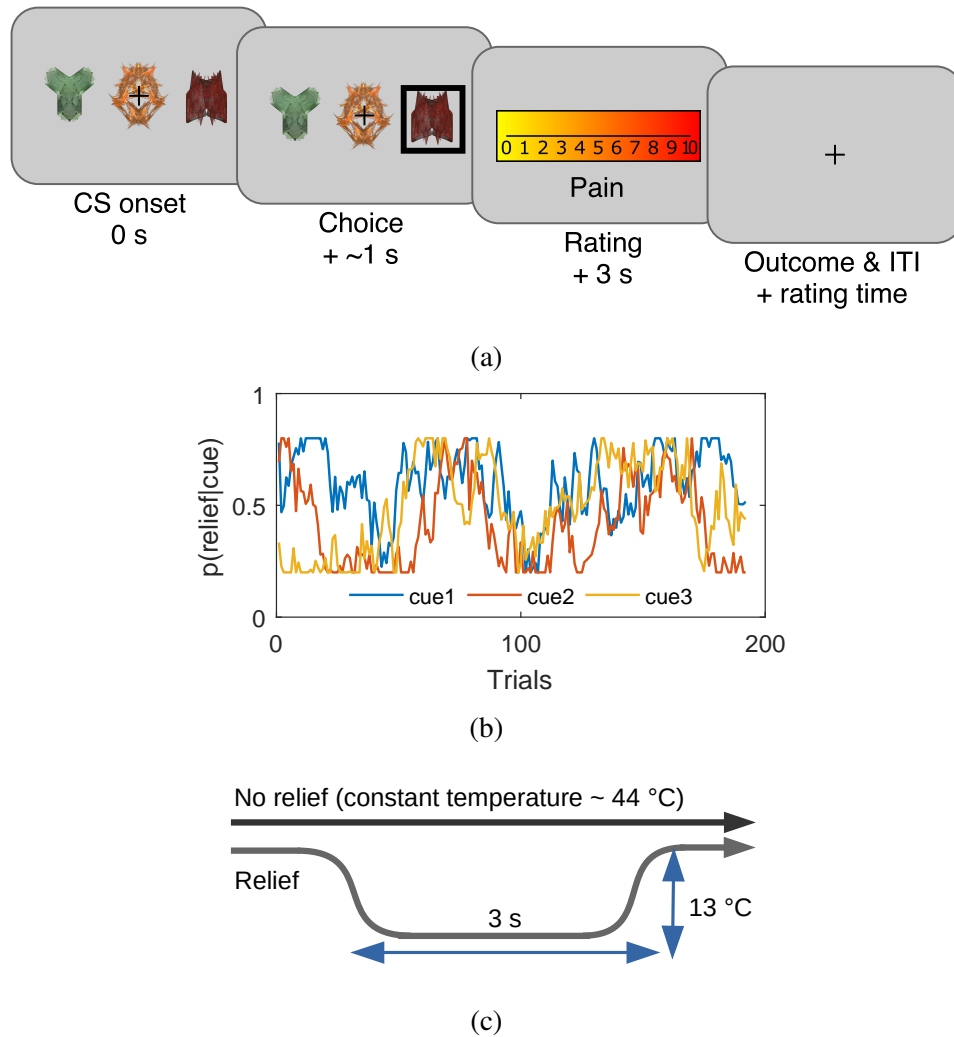 CS onset
0 s
Choice
+ ~1 s
0 1 2 3 4 5 6 7 8 9 10
Pain
Rating
+ 3 s
+
Outcome & ITI
+ rating time
(a)
1
0.5
0
p(relief|cue)
cue1 cue2 cue3
0 100 200
Trials
(b)
No relief (constant temperature ~ 44 °C)
Relief
3 s
13 °C
(c)